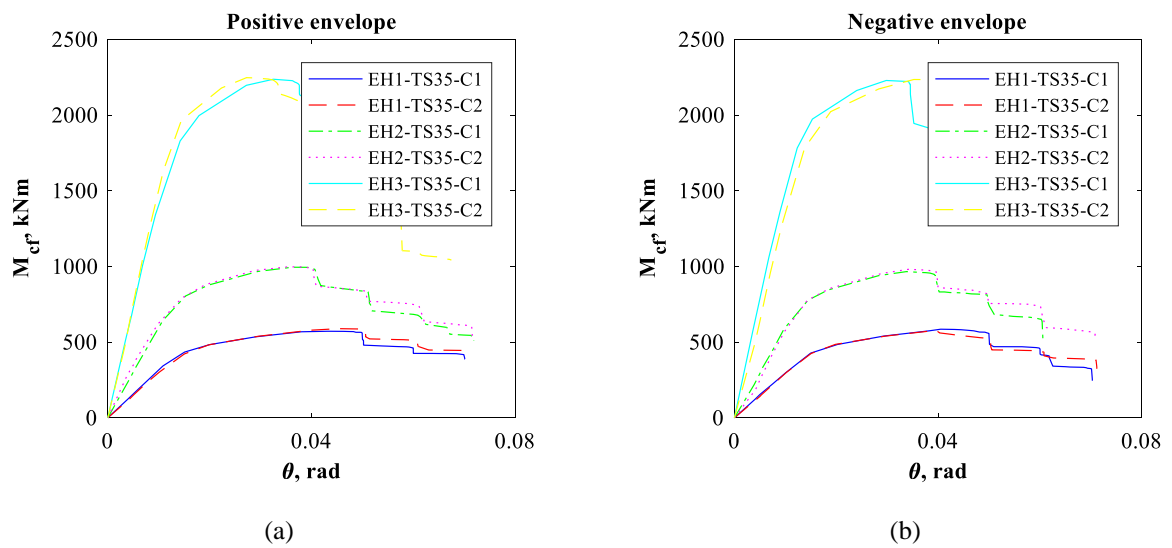 Positive envelope
2500
2000
1500
1000
500
0
0
0.04
0.08
M_cf, kNm
θ, rad
EH1-TS35-C1
EH1-TS35-C2
EH2-TS35-C1
EH2-TS35-C2
EH3-TS35-C1
EH3-TS35-C2
(a)
Negative envelope
2500
2000
1500
1000
500
0
0
0.04
0.08
M_cf, kNm
θ, rad
EH1-TS35-C1
EH1-TS35-C2
EH2-TS35-C1
EH2-TS35-C2
EH3-TS35-C1
EH3-TS35-C2
(b)